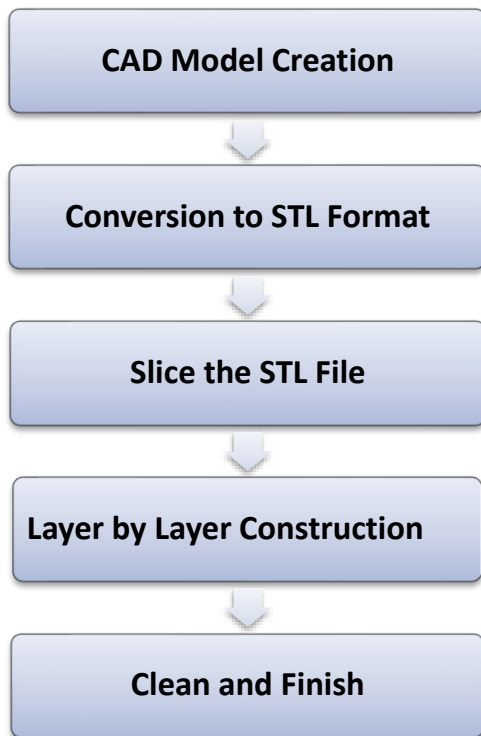 CAD Model Creation
Conversion to STL Format
Slice the STL File
Layer by Layer Construction
Clean and Finish